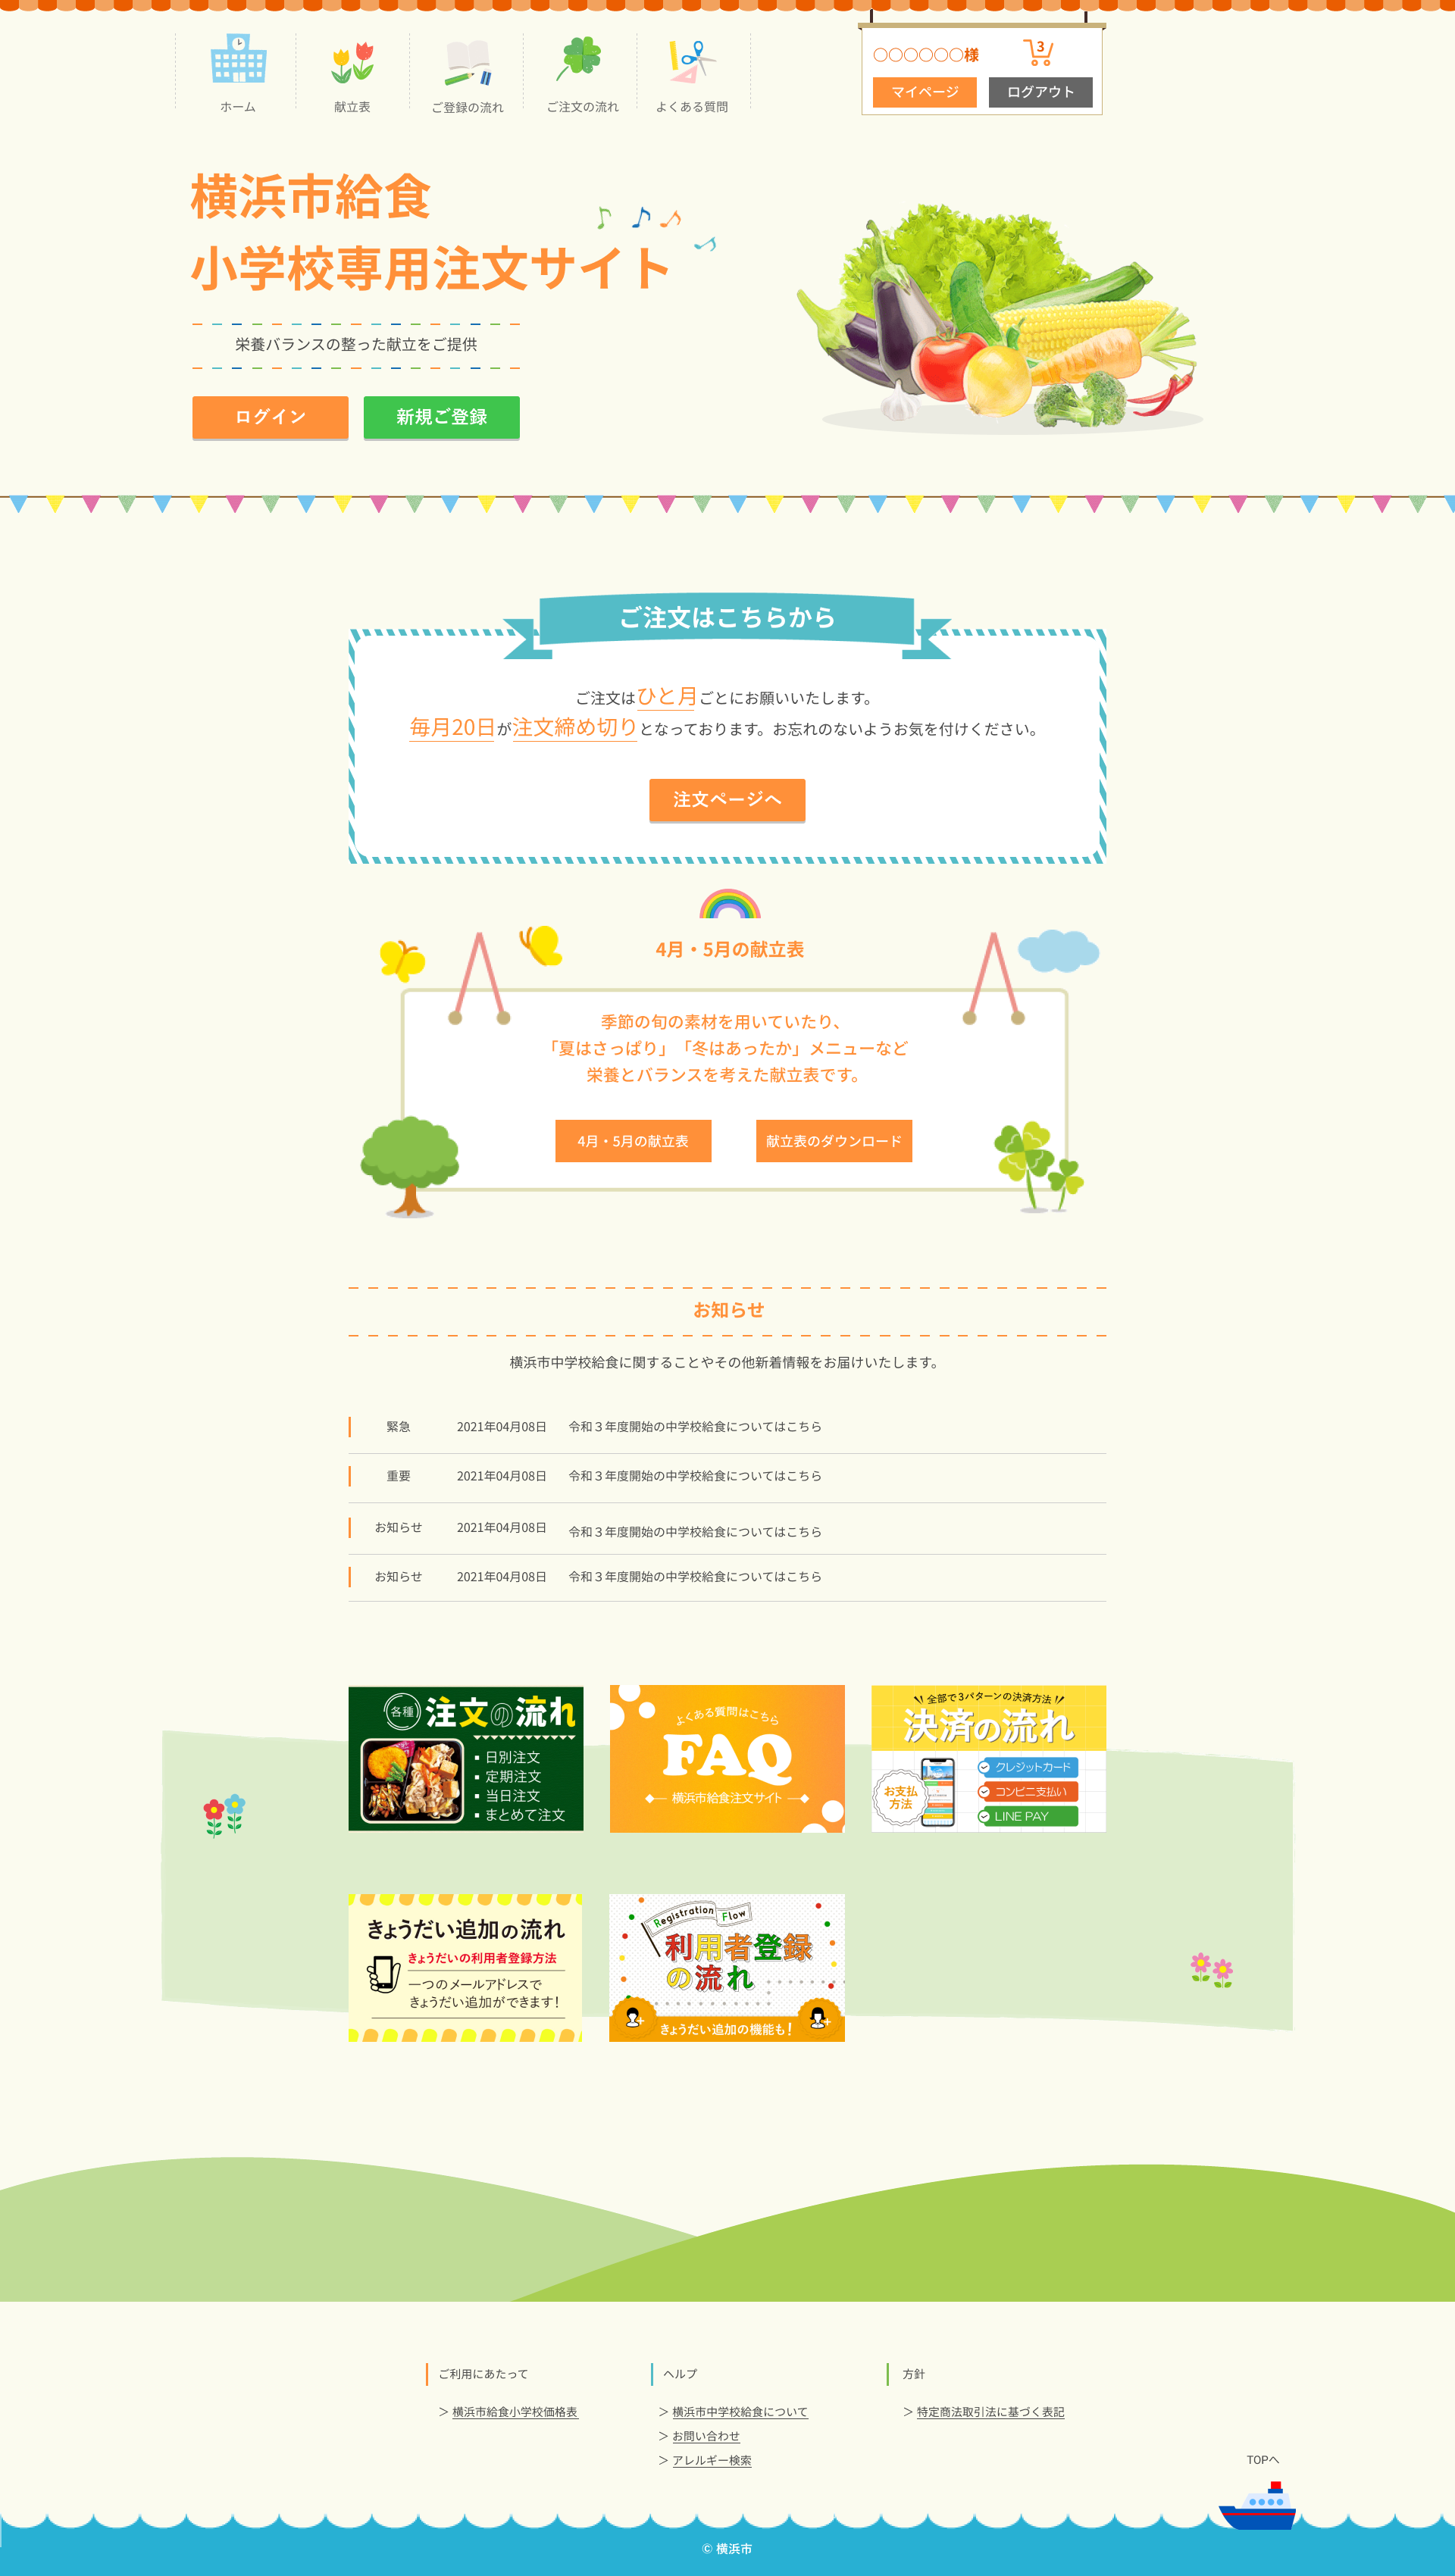 ホーム
献立表
ご登録の流れ
ご注文の流れ
よくある質問
〇〇〇〇〇〇様
3
マイページ
ログアウト
横浜市給食
小学校専用注文サイト
栄養バランスの整った献立をご提供
ログイン
新規ご登録
ご注文はこちらから
ご注文はひと月ごとにお願いいたします。
毎月20日が注文締め切りとなっております。お忘れのないようお気を付けください。
注文ページへ
4月・5月の献立表
季節の旬の素材を用いていたり、
「夏はさっぱり」「冬はあったか」メニューなど
栄養とバランスを考えた献立表です。
4月・5月の献立表
献立表のダウンロード
お知らせ
横浜市中学校給食に関することやその他新着情報をお届けいたします。
緊急 2021年04月08日 令和３年度開始の中学校給食についてはこちら
重要 2021年04月08日 令和３年度開始の中学校給食についてはこちら
お知らせ 2021年04月08日 令和３年度開始の中学校給食についてはこちら
お知らせ 2021年04月08日 令和３年度開始の中学校給食についてはこちら
各種 注文の流れ
日別注文
定期注文
当日注文
まとめて注文
よくある質問はこちら
FAQ
横浜市給食注文サイト
全部で3パターンの決済方法
決済の流れ
お支払
方法
クレジットカード
コンビニ支払い
LINE PAY
きょうだい追加の流れ
きょうだいの利用者登録方法
一つのメールアドレスで
きょうだい追加ができます!
Registration Flow
利用者登録
の流れ
きょうだい追加の機能も!
ご利用にあたって
＞ 横浜市給食小学校価格表
ヘルプ
＞ 横浜市中学校給食について
＞ お問い合わせ
＞ アレルギー検索
方針
＞ 特定商法取引法に基づく表記
TOPへ
© 横浜市